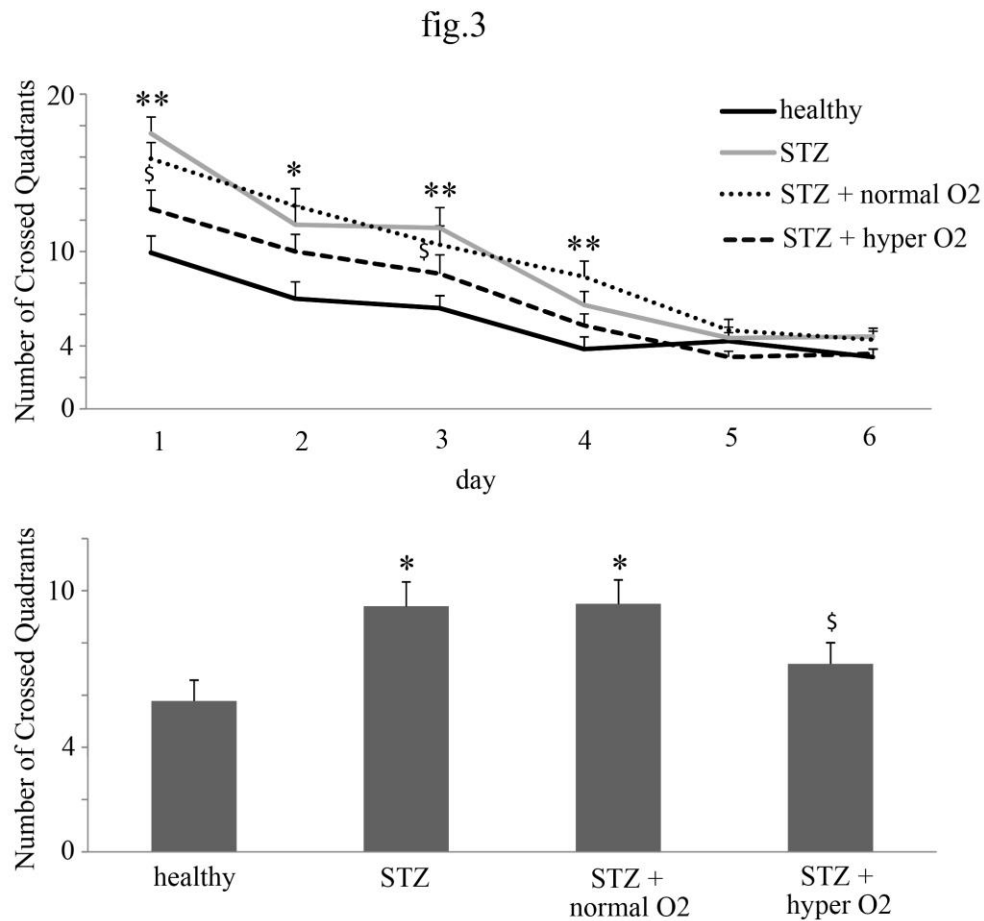 fig.3
Number of Crossed Quadrants
20
10
4
0
**
$
*
**
$
**
healthy
STZ
STZ + normal O2
STZ + hyper O2
1 2 3 4 5 6
day
Number of Crossed Quadrants
10
4
0
*
*
$
healthy
STZ
STZ +
normal O2
STZ +
hyper O2